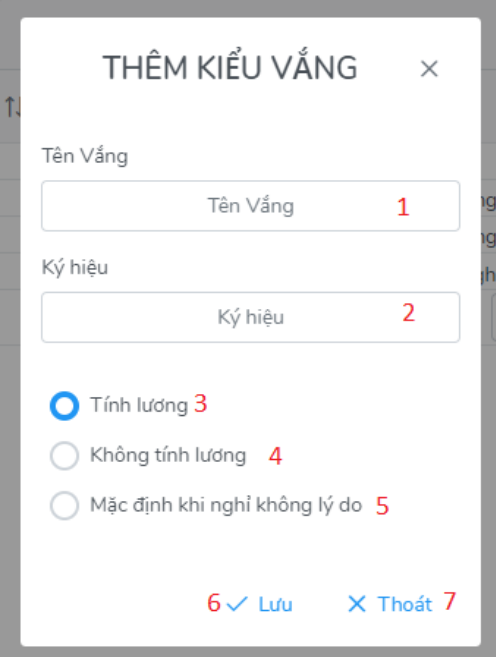 THÊM KIỂU VẮNG
Tên Vắng
Tên Vắng 1
Ký hiệu
Ký hiệu 2
Tính lương 3
Không tính lương 4
Mặc định khi nghỉ không lý do 5
6 Lưu Thoát 7